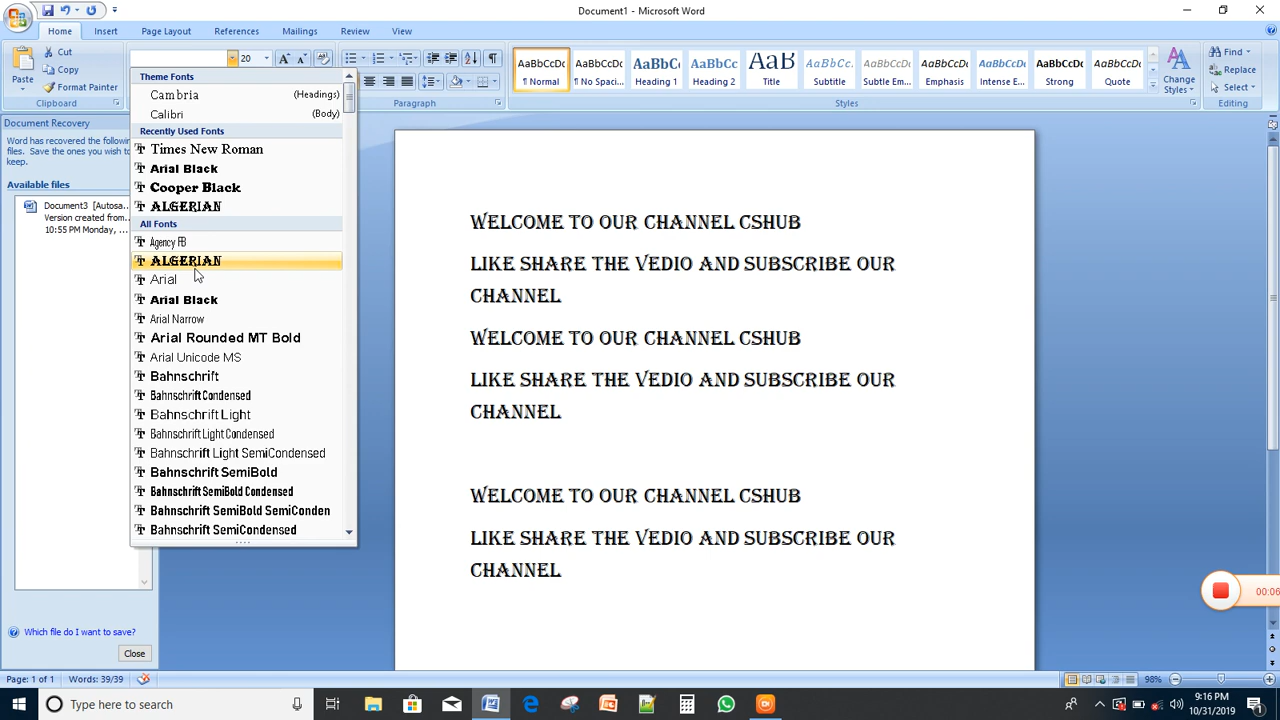 Document1 - Microsoft Word
Home Insert Page Layout References Mailings Review View
Paste
Cut
Copy
Format Painter
Clipboard
20
Paragraph
AaBbCcDc
¶ Normal
AaBbCcDc
¶ No Spaci...
AaBbC
Heading 1
AaBbCc
Heading 2
AaB
Title
AaBbCc.
Subtitle
AaBbCcDc
Subtle Em...
AaBbCcDc
Emphasis
AaBbCcDc
Intense E...
AaBbCcDc
Strong
AaBbCcDc
Quote
Change
Styles
Styles
Find
Replace
Select
Editing
Document Recovery
Word has recovered the following
files. Save the ones you wish to
keep.
Available files
Document3 [Autosa
Version created from..
10:55 PM Monday,
Which file do I want to save?
Close
Theme Fonts
Cambria (Headings)
Calibri (Body)
Recently Used Fonts
Times New Roman
Arial Black
Cooper Black
ALGERIAN
All Fonts
Agency FB
ALGERIAN
Arial
Arial Black
Arial Narrow
Arial Rounded MT Bold
Arial Unicode MS
Bahnschrift
Bahnschrift Condensed
Bahnschrift Light
Bahnschrift Light Condensed
Bahnschrift Light SemiCondensed
Bahnschrift SemiBold
Bahnschrift SemiBold Condensed
Bahnschrift SemiBold SemiConden
Bahnschrift SemiCondensed
WELCOME TO OUR CHANNEL CSHUB
LIKE SHARE THE VEDIO AND SUBSCRIBE OUR
CHANNEL
WELCOME TO OUR CHANNEL CSHUB
LIKE SHARE THE VEDIO AND SUBSCRIBE OUR
CHANNEL
WELCOME TO OUR CHANNEL CSHUB
LIKE SHARE THE VEDIO AND SUBSCRIBE OUR
CHANNEL
00:06
Page: 1 of 1 Words: 39/39
98%
Type here to search
9:16 PM
10/31/2019